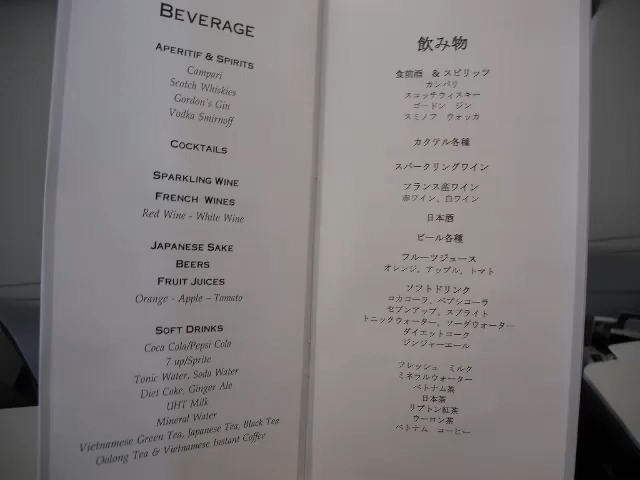 BEVERAGE
APERITIF & SPIRITS
Campari
Scotch Whiskies
Gordon's Gin
Vodka Smirnoff
COCKTAILS
SPARKLING WINE
FRENCH WINES
Red Wine - White Wine
JAPANESE SAKE
BEERS
FRUIT JUICES
Orange - Apple – Tomato
SOFT DRINKS
Coca Cola/Pepsi Cola
7 up/Sprite
Tonic Water, Soda Water
Diet Coke, Ginger Ale
UHT Milk
Mineral Water
Vietnamese Green Tea, Japanese Tea, Black Tea
Oolong Tea & Vietnamese Instant Coffee
飲み物
食前酒 & スピリッツ
カンパリ
スコッチウィスキー
ゴードン ジン
スミノフ ウォッカ
カクテル各種
スパークリングワイン
フランス産ワイン
赤ワイン、白ワイン
日本酒
ビール各種
フルーツジュース
オレンジ、アップル、トマト
ソフトドリンク
コカコーラ、ペプシコーラ
セブンアップ、スプライト
トニックウォーター、ソーダウォーター
ダイエットコーク
ジンジャーエール
フレッシュ ミルク
ミネラルウォーター
ベトナム茶
日本茶
リプトン紅茶
ウーロン茶
ベトナム コーヒー